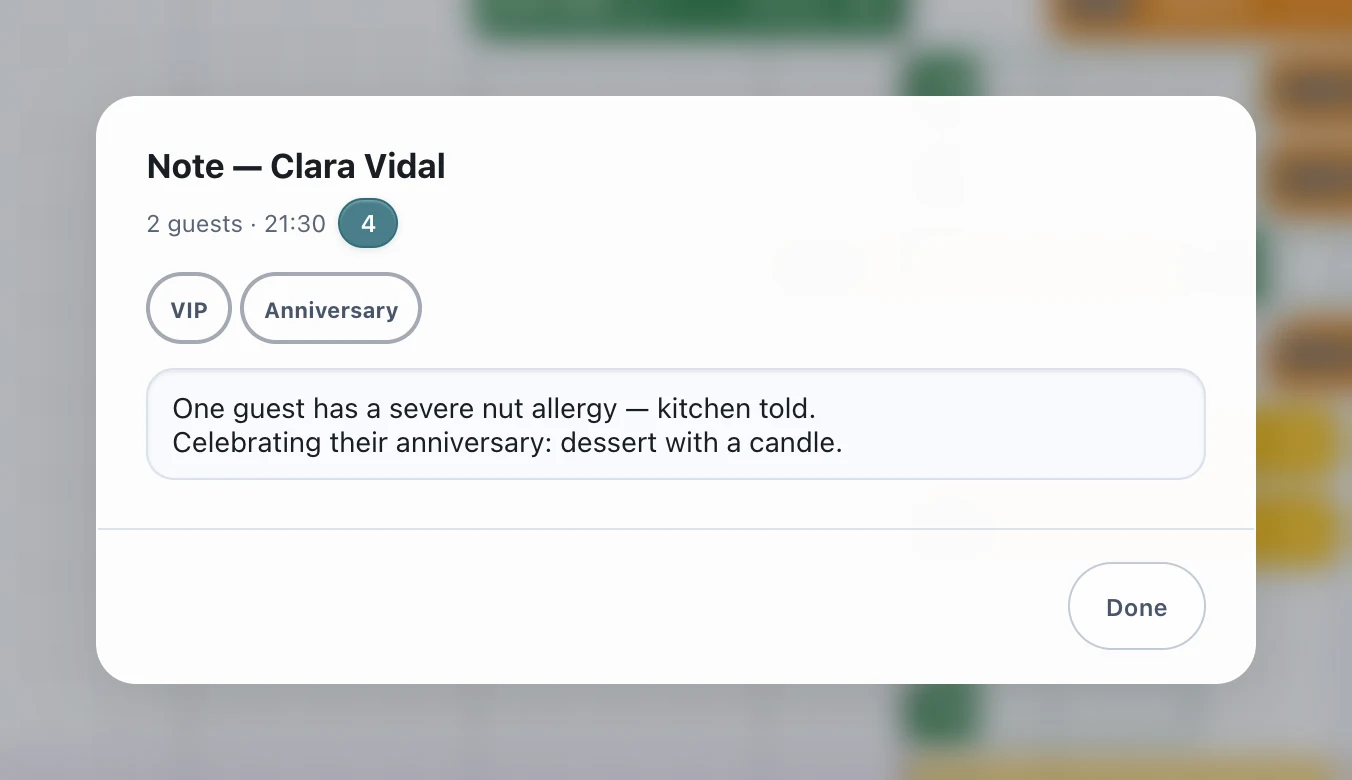 Note — Clara Vidal
2 guests · 21:30 4
VIP Anniversary
One guest has a severe nut allergy — kitchen told.
Celebrating their anniversary: dessert with a candle.
Done